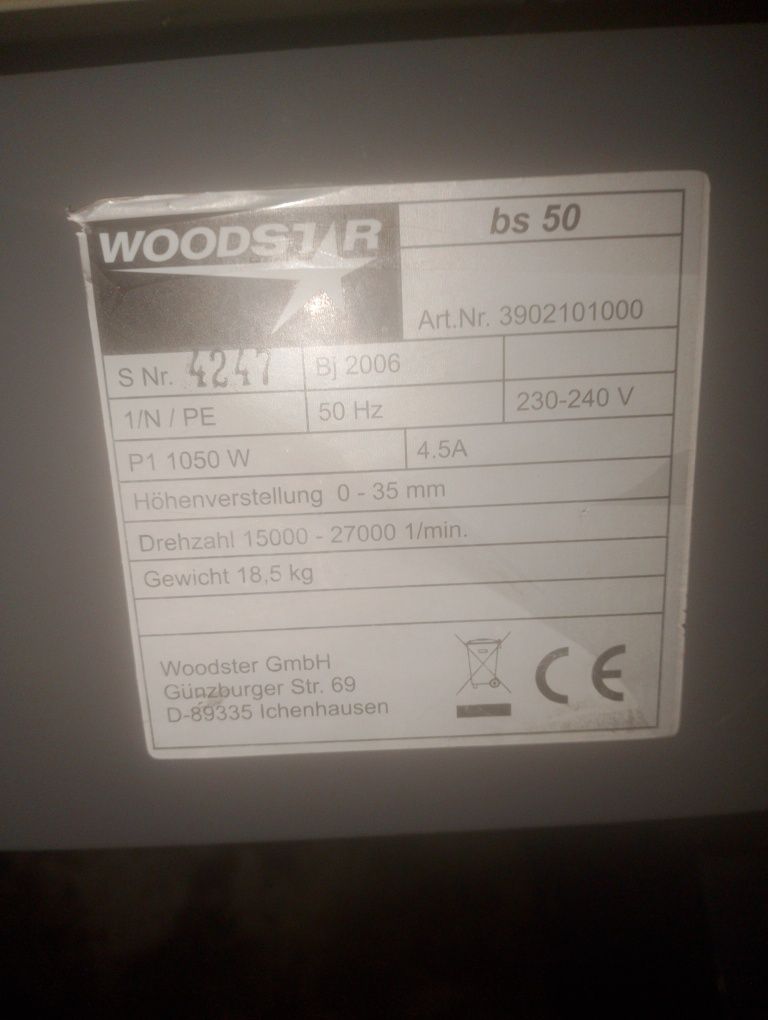 WOODSTAR
bs 50
Art.Nr. 3902101000
S Nr. 4247
Bj 2006
1/N / PE
50 Hz
230-240 V
P1 1050 W
4.5A
Höhenverstellung 0 - 35 mm
Drehzahl 15000 - 27000 1/min.
Gewicht 18,5 kg
Woodster GmbH
Günzburger Str. 69
D-89335 Ichenhausen
CE